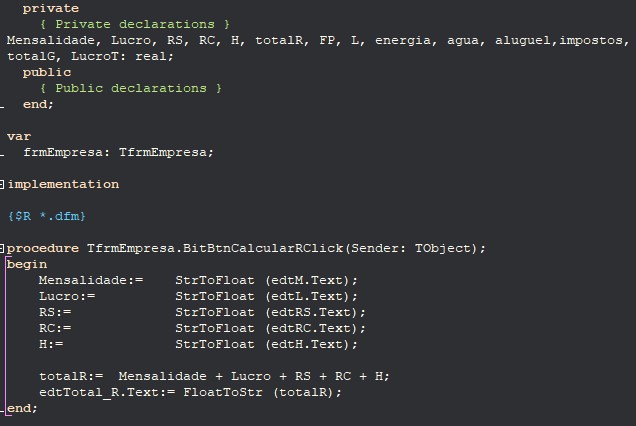 private
{ Private declarations }
Mensalidade, Lucro, RS, RC, H, totalR, FP, L, energia, agua, aluguel,impostos,
totalG, LucroT: real;
public
{ Public declarations }
end;
var
frmEmpresa: TfrmEmpresa;
implementation
{$R *.dfm}
procedure TfrmEmpresa.BitBtnCalcularRClick(Sender: TObject);
begin
Mensalidade:= StrToFloat (edtM.Text);
Lucro:= StrToFloat (edtL.Text);
RS:= StrToFloat (edtRS.Text);
RC:= StrToFloat (edtRC.Text);
H:= StrToFloat (edtH.Text);
totalR:= Mensalidade + Lucro + RS + RC + H;
edtTotal_R.Text:= FloatToStr (totalR);
end;